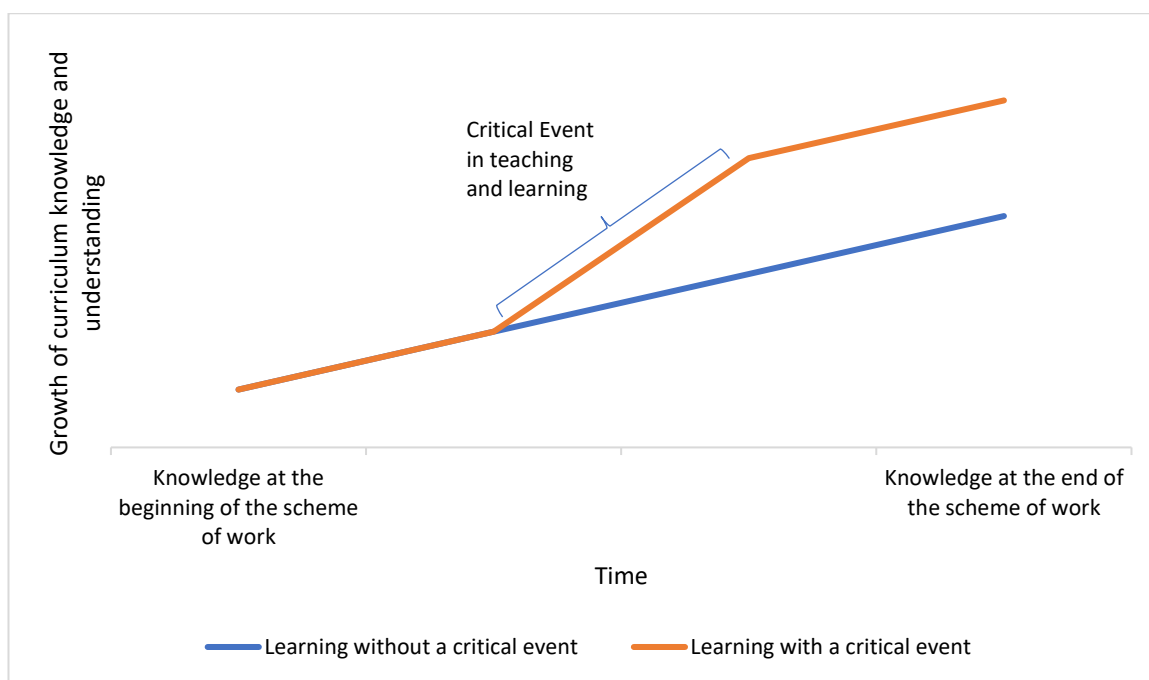 Growth of curriculum knowledge and
understanding
Critical Event
in teaching
and learning
Knowledge at the
beginning of the scheme
of work
Knowledge at the end of
the scheme of work
Time
Learning without a critical event
Learning with a critical event